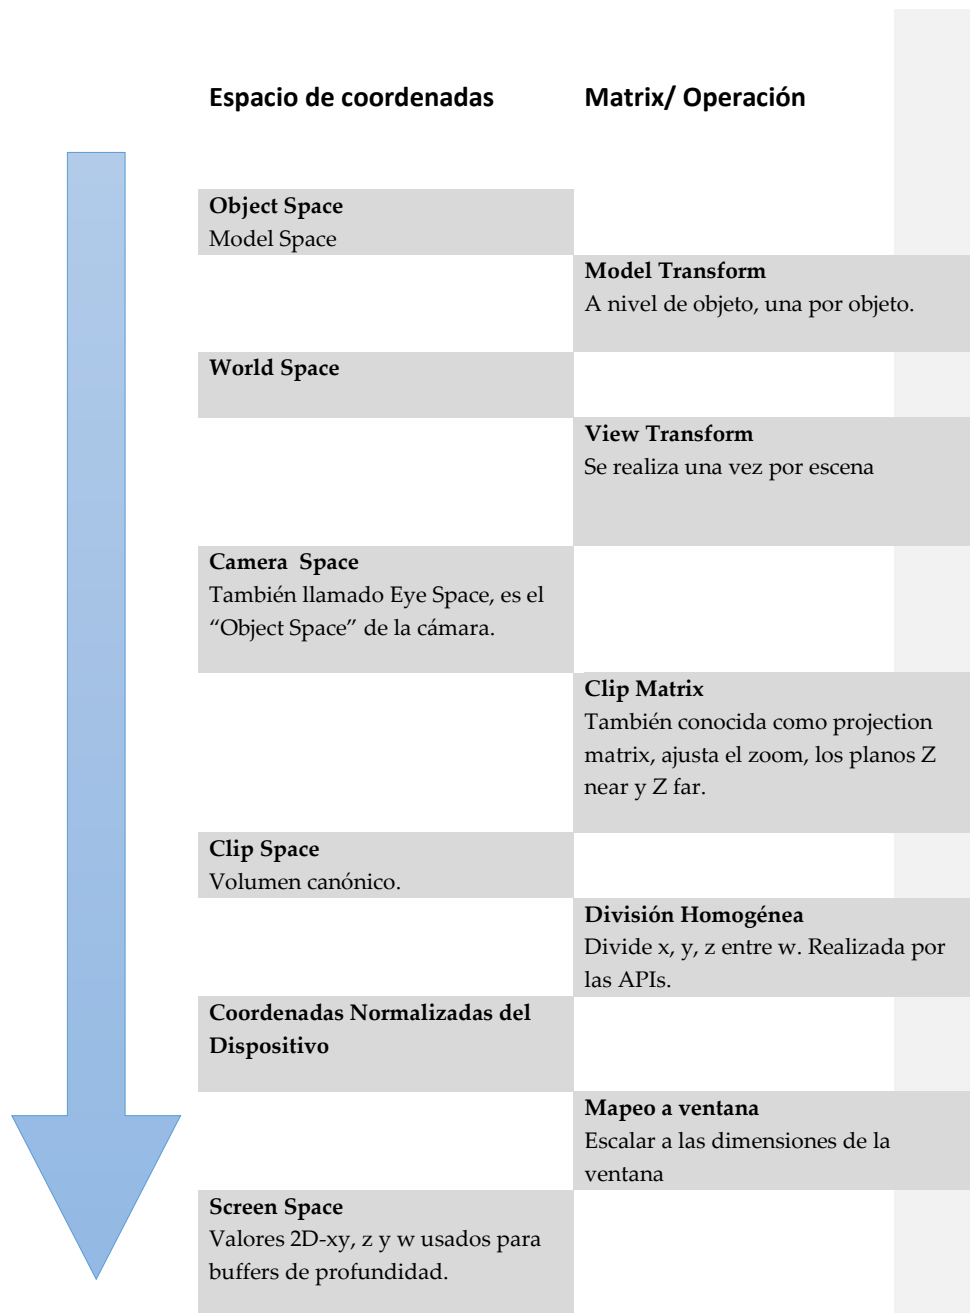 Espacio de coordenadas
Matrix/ Operación
Object Space
Model Space
Model Transform
A nivel de objeto, una por objeto.
World Space
View Transform
Se realiza una vez por escena
Camera  Space
También llamado Eye Space, es el
“Object Space” de la cámara.
Clip Matrix
También conocida como projection
matrix, ajusta el zoom, los planos Z
near y Z far.
Clip Space
Volumen canónico.
División Homogénea
Divide x, y, z entre w. Realizada por
las APIs.
Coordenadas Normalizadas del
Dispositivo
Mapeo a ventana
Escalar a las dimensiones de la
ventana
Screen Space
Valores 2D-xy, z y w usados para
buffers de profundidad.